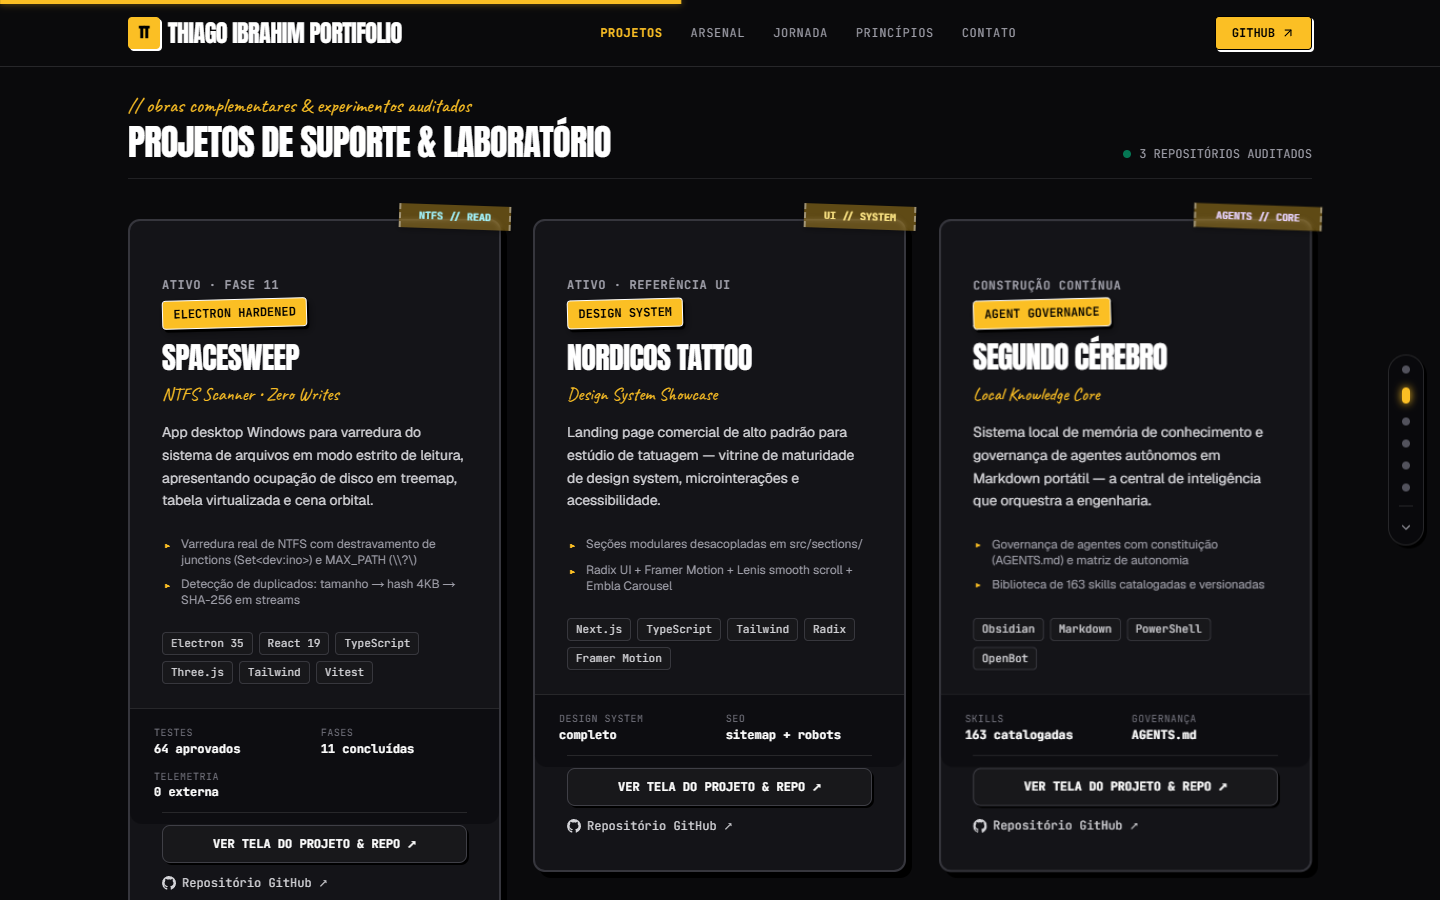 π THIAGO IBRAHIM PORTIFOLIO
PROJETOS
ARSENAL
JORNADA
PRINCÍPIOS
CONTATO
GITHUB ↗
// obras complementares & experimentos auditados
PROJETOS DE SUPORTE & LABORATÓRIO
3 REPOSITÓRIOS AUDITADOS
NTFS // READ
ATIVO · FASE 11
ELECTRON HARDENED
SPACESWEEP
NTFS Scanner · Zero Writes
App desktop Windows para varredura do
sistema de arquivos em modo estrito de leitura,
apresentando ocupação de disco em treemap,
tabela virtualizada e cena orbital.
► Varredura real de NTFS com destravamento de
junctions (Set<dev:ino>) e MAX_PATH (\\?\)
► Detecção de duplicados: tamanho → hash 4KB →
SHA-256 em streams
Electron 35
React 19
TypeScript
Three.js
Tailwind
Vitest
TESTES
64 aprovados
FASES
11 concluídas
TELEMETRIA
0 externa
VER TELA DO PROJETO & REPO ↗
Repositório GitHub ↗
UI // SYSTEM
ATIVO · REFERÊNCIA UI
DESIGN SYSTEM
NORDICOS TATTOO
Design System Showcase
Landing page comercial de alto padrão para
estúdio de tatuagem — vitrine de maturidade
de design system, microinterações e
acessibilidade.
► Seções modulares desacopladas em src/sections/
► Radix UI + Framer Motion + Lenis smooth scroll +
Embla Carousel
Next.js
TypeScript
Tailwind
Radix
Framer Motion
DESIGN SYSTEM
completo
SEO
sitemap + robots
VER TELA DO PROJETO & REPO ↗
Repositório GitHub ↗
AGENTS // CORE
CONSTRUÇÃO CONTÍNUA
AGENT GOVERNANCE
SEGUNDO CÉREBRO
Local Knowledge Core
Sistema local de memória de conhecimento e
governança de agentes autônomos em
Markdown portátil — a central de inteligência
que orquestra a engenharia.
► Governança de agentes com constituição
(AGENTS.md) e matriz de autonomia
► Biblioteca de 163 skills catalogadas e versionadas
Obsidian
Markdown
PowerShell
OpenBot
SKILLS
163 catalogadas
GOVERNANÇA
AGENTS.md
VER TELA DO PROJETO & REPO ↗
Repositório GitHub ↗